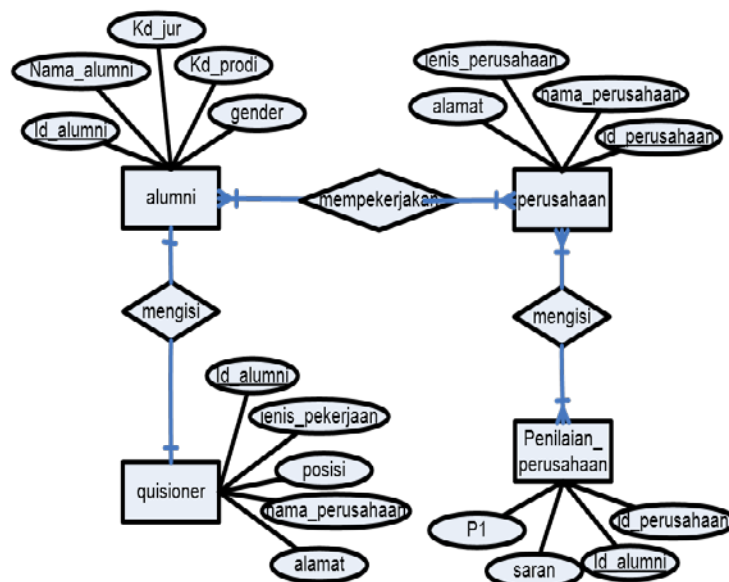 Kd_jur
Nama_alumni
Kd_prodi
Id_alumni
gender
jenis_perusahaan
nama_perusahaan
alamat
id_perusahaan
alumni
mempekerjakan
perusahaan
mengisi
mengisi
Id_alumni
jenis_pekerjaan
posisi
quisioner
nama_perusahaan
alamat
Penilaian_
perusahaan
P1
id_perusahaan
saran
Id_alumni